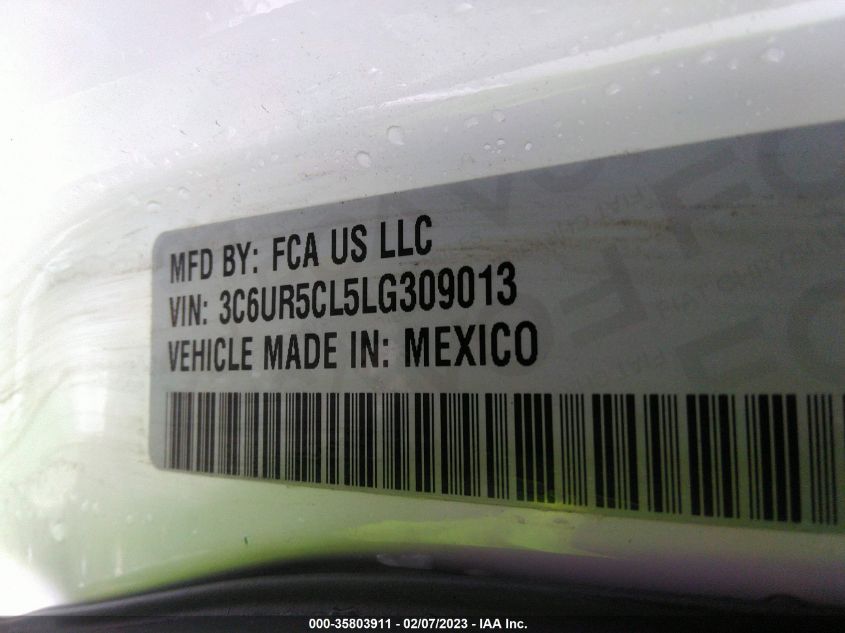 MFD BY: FCA US LLC
VIN: 3C6UR5CL5LG309013
VEHICLE MADE IN: MEXICO
000-35803911 - 02/07/2023 - IAA Inc.